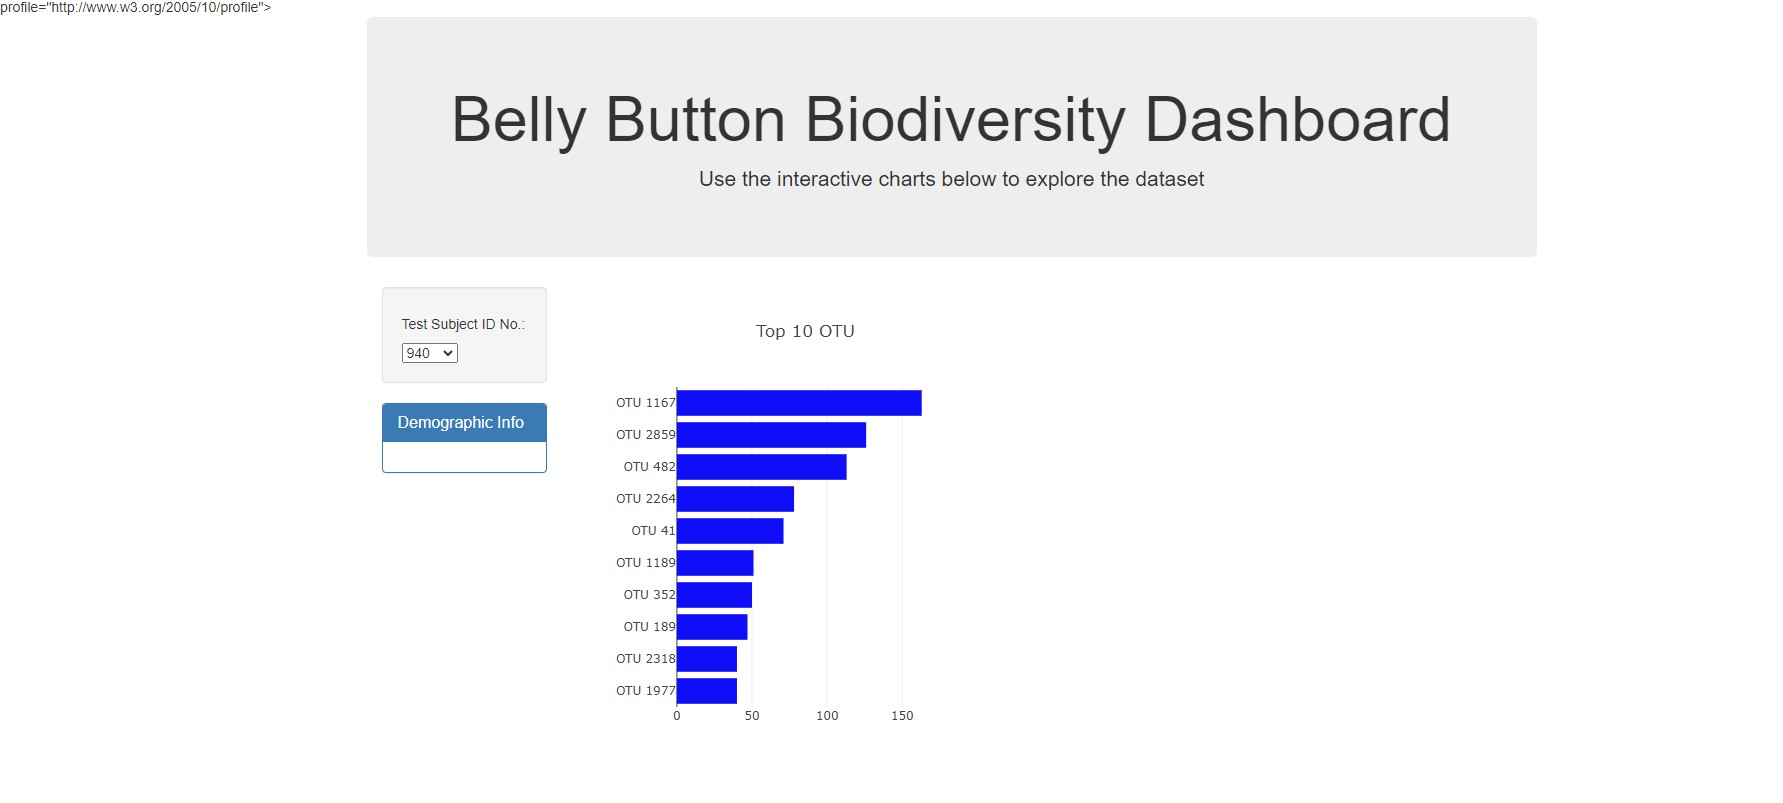 profile="http://www.w3.org/2005/10/profile">
Belly Button Biodiversity Dashboard
Use the interactive charts below to explore the dataset
Test Subject ID No.:
940
Demographic Info
Top 10 OTU
OTU 1167
OTU 2859
OTU 482
OTU 2264
OTU 41
OTU 1189
OTU 352
OTU 189
OTU 2318
OTU 1977
0 50 100 150